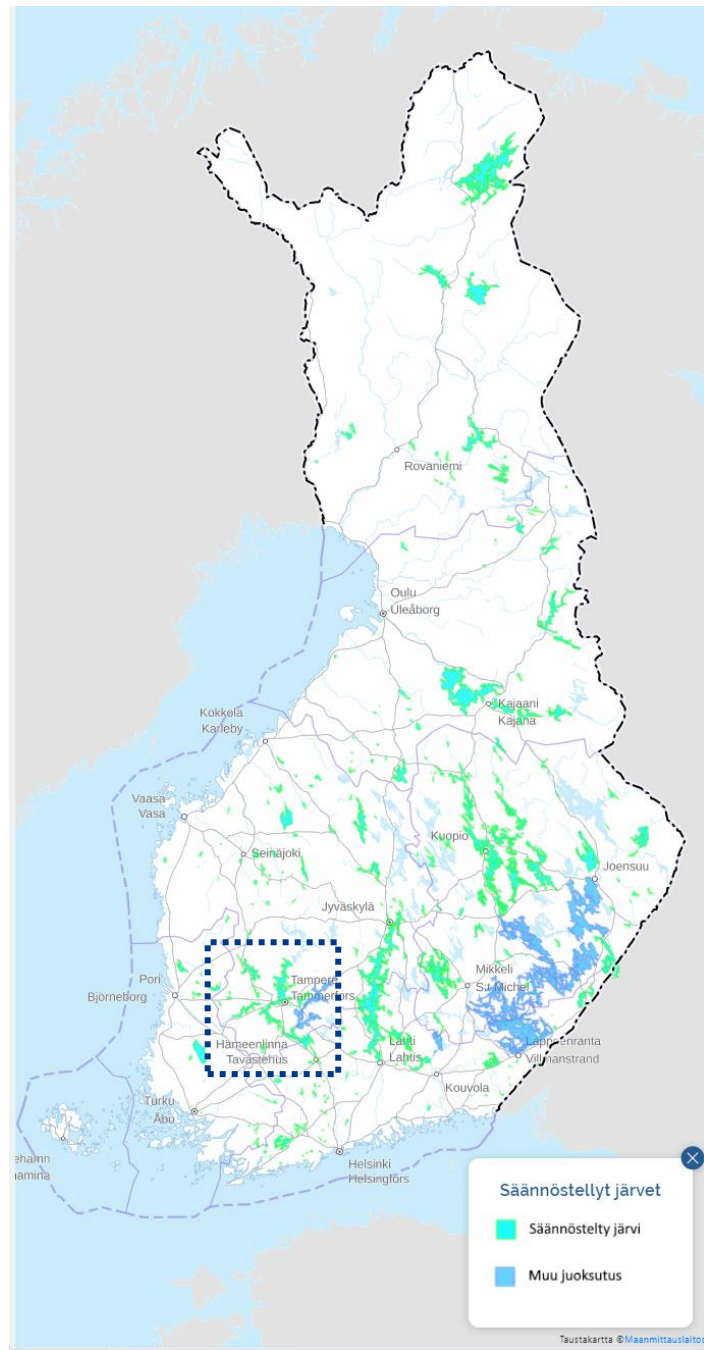 Rovaniemi
Oulu
Uleåborg
Kajaani
Kajana
Kokkola
Karleby
Vaasa
Vasa
Seinäjoki
Kuopio
Joensuu
Jyväskylä
Pori
Björneborg
Tampere
Tammerfors
Mikkeli
S:t Michel
Hämeenlinna
Tavastehus
Lahti
Lahtis
Lappeenranta
Villmanstrand
Kouvola
Turku
Åbo
ehamn
haamina
Helsinki
Helsingfors
Säännöstellyt järvet
Säännöstelty järvi
Muu juoksutus
Taustakartta ©Maanmittauslaitos